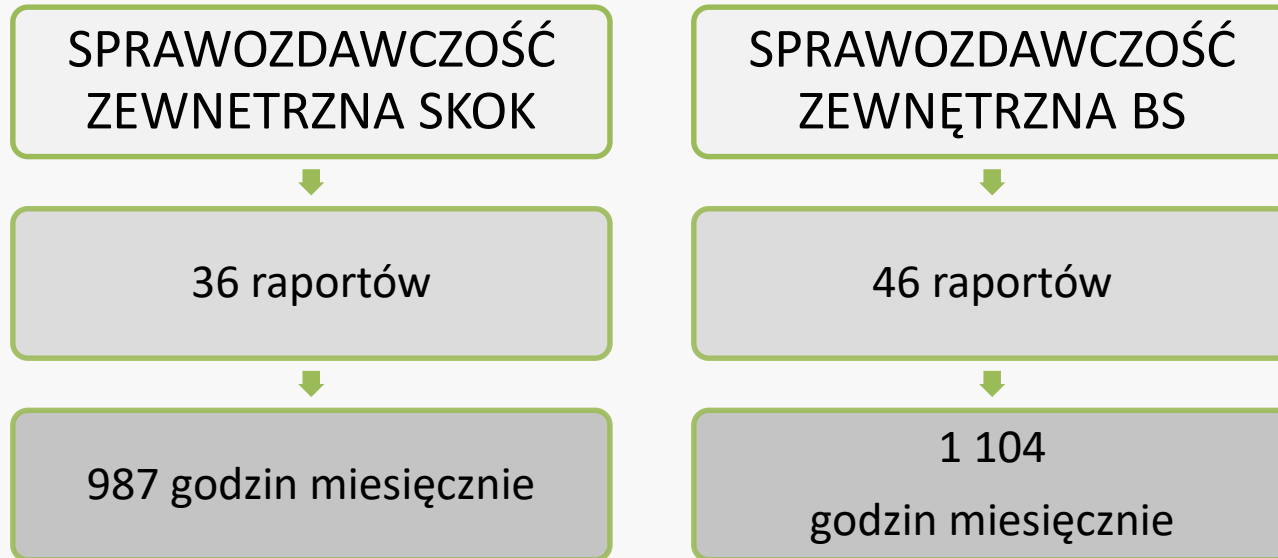 SPRAWOZDAWCZOŚĆ
ZEWNETRZNA SKOK
36 raportów
987 godzin miesięcznie
SPRAWOZDAWCZOŚĆ
ZEWNĘTRZNA BS
46 raportów
1 104
godzin miesięcznie